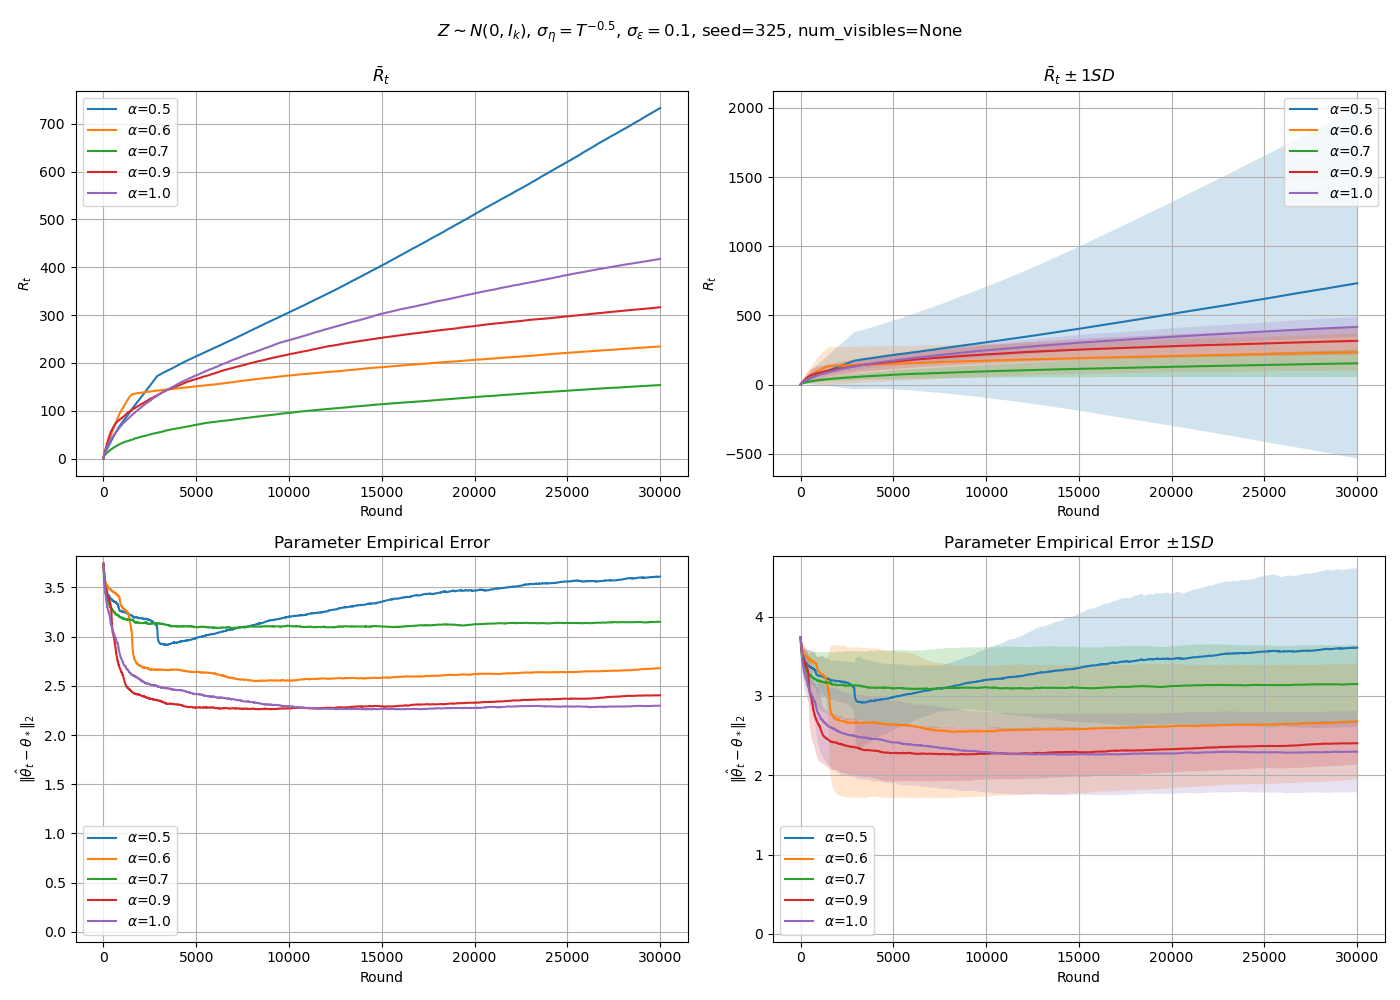 Z ∼ N(0, I_k), σ_η = T^{−0.5}, σ_ε = 0.1, seed=325, num_visibles=None
R̄_t
R_t
700
600
500
400
300
200
100
0
α=0.5
α=0.6
α=0.7
α=0.9
α=1.0
0 5000 10000 15000 20000 25000 30000
Round
R̄_t ± 1SD
R_t
2000
1500
1000
500
0
−500
α=0.5
α=0.6
α=0.7
α=0.9
α=1.0
0 5000 10000 15000 20000 25000 30000
Round
Parameter Empirical Error
‖θ̂_t − θ_*‖_2
3.5
3.0
2.5
2.0
1.5
1.0
0.5
0.0
α=0.5
α=0.6
α=0.7
α=0.9
α=1.0
0 5000 10000 15000 20000 25000 30000
Round
Parameter Empirical Error ±1SD
‖θ̂_t − θ_*‖_2
4
3
2
1
0
α=0.5
α=0.6
α=0.7
α=0.9
α=1.0
0 5000 10000 15000 20000 25000 30000
Round